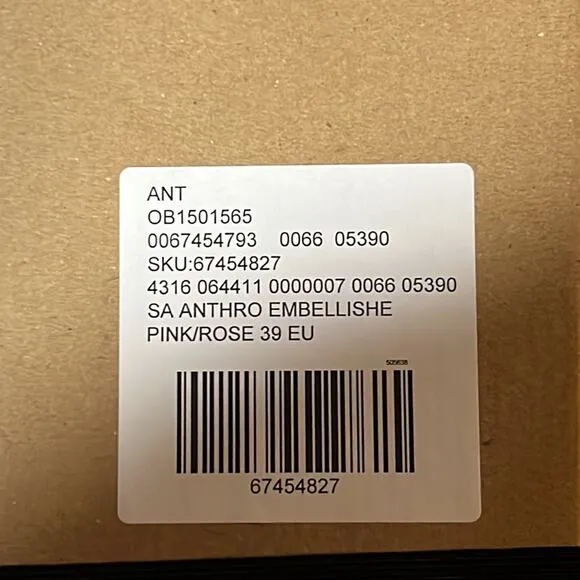 ANT
OB1501565
0067454793 0066 05390
SKU:67454827
4316 064411 0000007 0066 05390
SA ANTHRO EMBELLISHE
PINK/ROSE 39 EU
505638
67454827